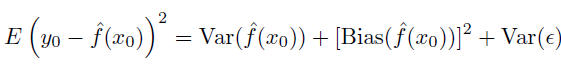 E (y₀ − f̂(x₀))² = Var(f̂(x₀)) + [Bias(f̂(x₀))]² + Var(ϵ)